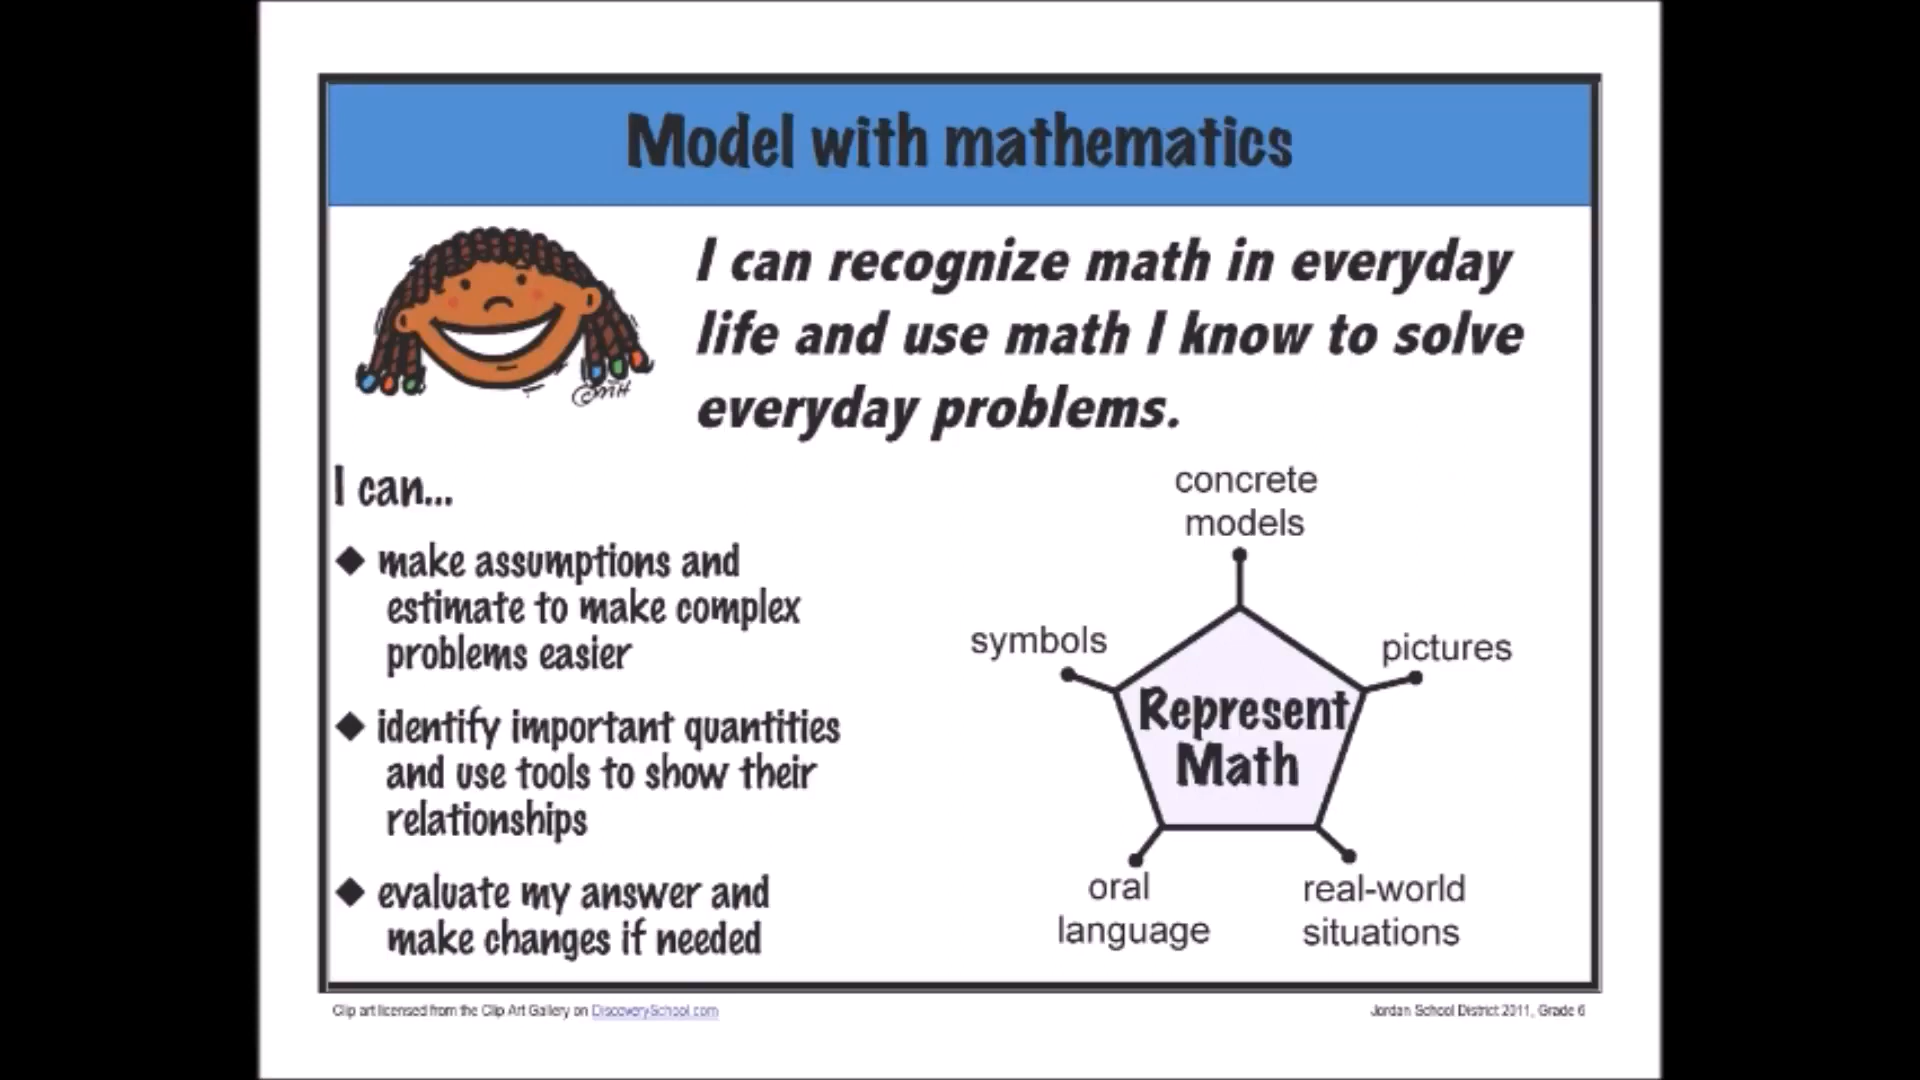 Model with mathematics
I can recognize math in everyday
life and use math I know to solve
everyday problems.
I can...
◆ make assumptions and
estimate to make complex
problems easier
◆ identify important quantities
and use tools to show their
relationships
◆ evaluate my answer and
make changes if needed
concrete
models
symbols
pictures
Represent
Math
oral
language
real-world
situations
Clip art licensed from the Clip Art Gallery on DiscoverySchool.com
Jordan School District 2011, Grade 6